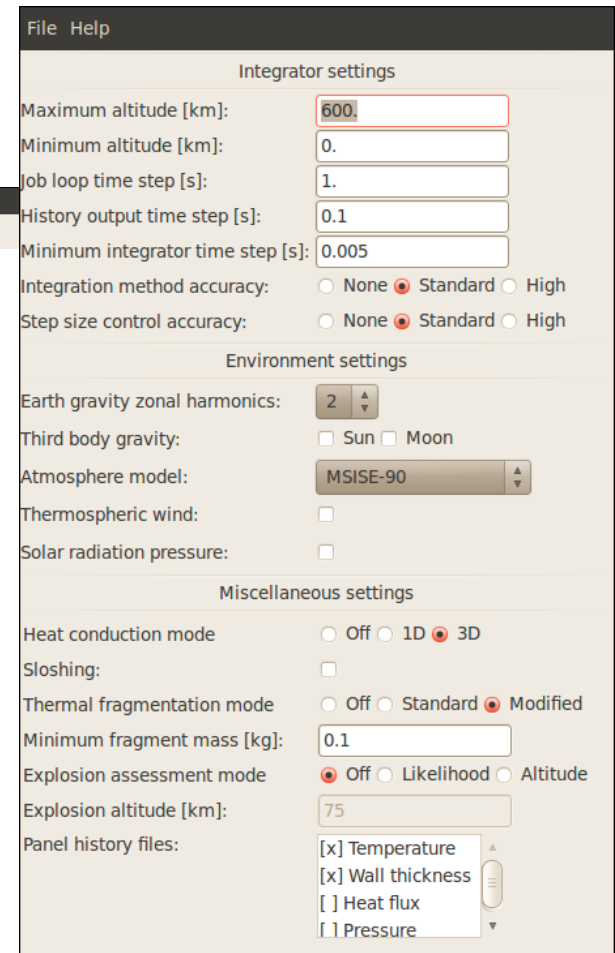 File Help
Integrator settings
Maximum altitude [km]: 600.
Minimum altitude [km]: 0.
Job loop time step [s]: 1.
History output time step [s]: 0.1
Minimum integrator time step [s]: 0.005
Integration method accuracy: None Standard High
Step size control accuracy: None Standard High
Environment settings
Earth gravity zonal harmonics: 2
Third body gravity: Sun Moon
Atmosphere model: MSISE-90
Thermospheric wind:
Solar radiation pressure:
Miscellaneous settings
Heat conduction mode Off 1D 3D
Sloshing:
Thermal fragmentation mode Off Standard Modified
Minimum fragment mass [kg]: 0.1
Explosion assessment mode Off Likelihood Altitude
Explosion altitude [km]: 75
Panel history files: [x] Temperature
[x] Wall thickness
[ ] Heat flux
[ ] Pressure